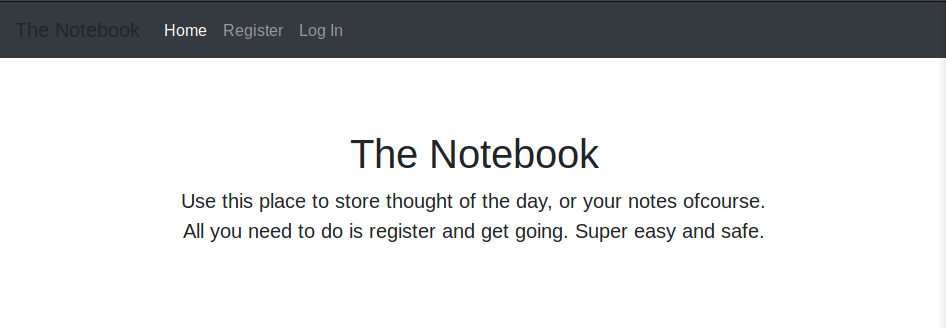 The Notebook Home Register Log In
The Notebook
Use this place to store thought of the day, or your notes ofcourse.
All you need to do is register and get going. Super easy and safe.